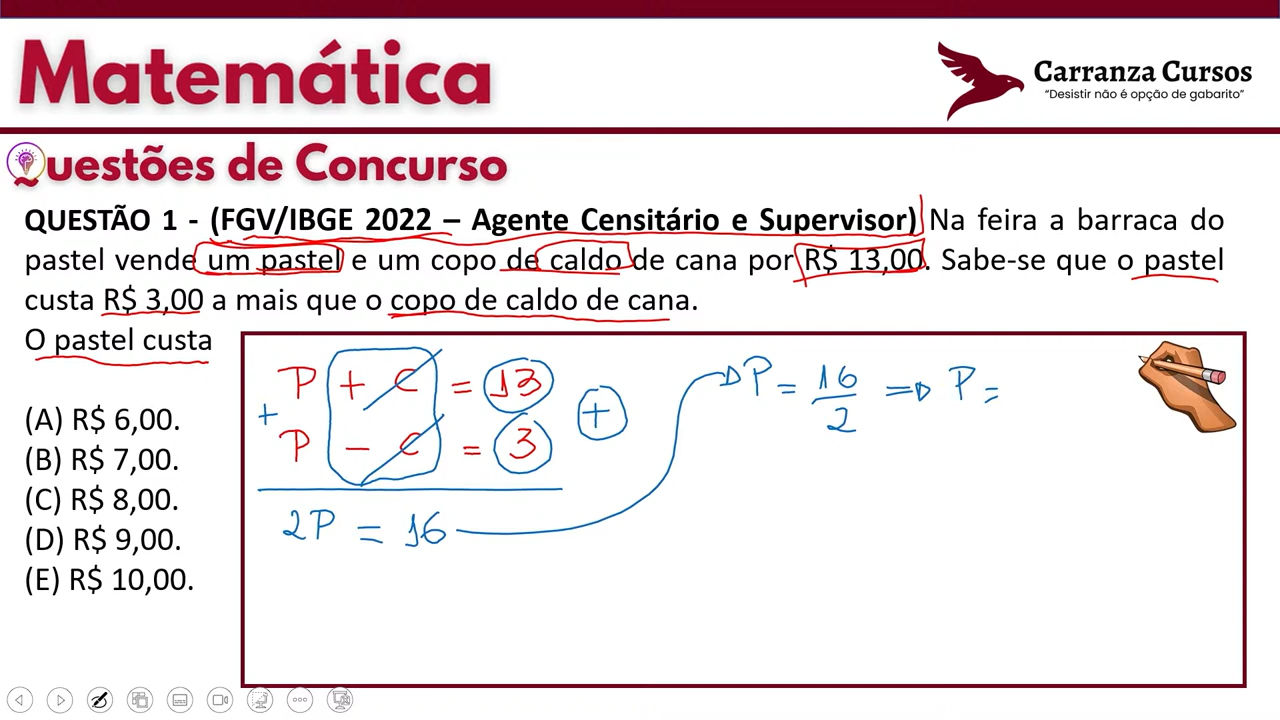 Matemática
Carranza Cursos
“Desistir não é opção de gabarito”
Questões de Concurso
QUESTÃO 1 - (FGV/IBGE 2022 – Agente Censitário e Supervisor) Na feira a barraca do
pastel vende um pastel e um copo de caldo de cana por R$ 13,00. Sabe-se que o pastel
custa R$ 3,00 a mais que o copo de caldo de cana.
O pastel custa
(A) R$ 6,00.
(B) R$ 7,00.
(C) R$ 8,00.
(D) R$ 9,00.
(E) R$ 10,00.
P + C = 13
+
P - C = 3
+
2P = 16
P = 16/2 ⇒ P =